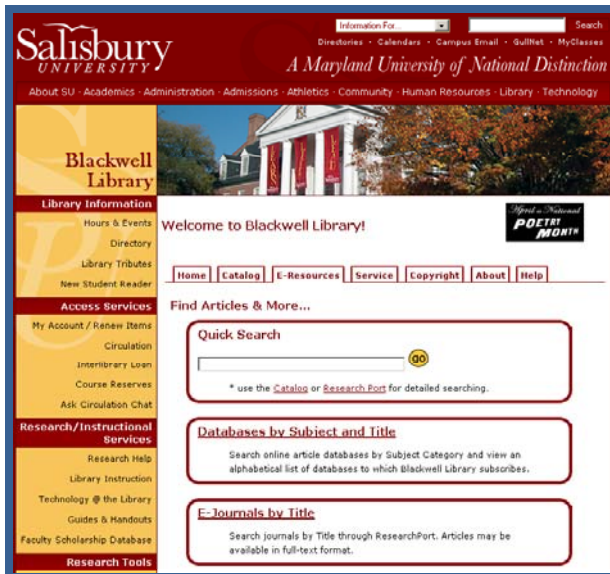 Information For...
Search
Salisbury
UNIVERSITY
Directories · Calendars · Campus Email · GullNet · MyClasses
A Maryland University of National Distinction
About SU · Academics · Administration · Admissions · Athletics · Community · Human Resources · Library · Technology
Blackwell
Library
Library Information
Hours & Events
Directory
Library Tributes
New Student Reader
Access Services
My Account / Renew Items
Circulation
Interlibrary Loan
Course Reserves
Ask Circulation Chat
Research/Instructional
Services
Research Help
Library Instruction
Technology @ the Library
Guides & Handouts
Faculty Scholarship Database
Research Tools
Welcome to Blackwell Library!
April is National
POETRY
MONTH
Home
Catalog
E-Resources
Service
Copyright
About
Help
Find Articles & More...
Quick Search
go
* use the Catalog or Research Port for detailed searching.
Databases by Subject and Title
Search online article databases by Subject Category and view an
alphabetical list of databases to which Blackwell Library subscribes.
E-Journals by Title
Search journals by Title through ResearchPort. Articles may be
available in full-text format.